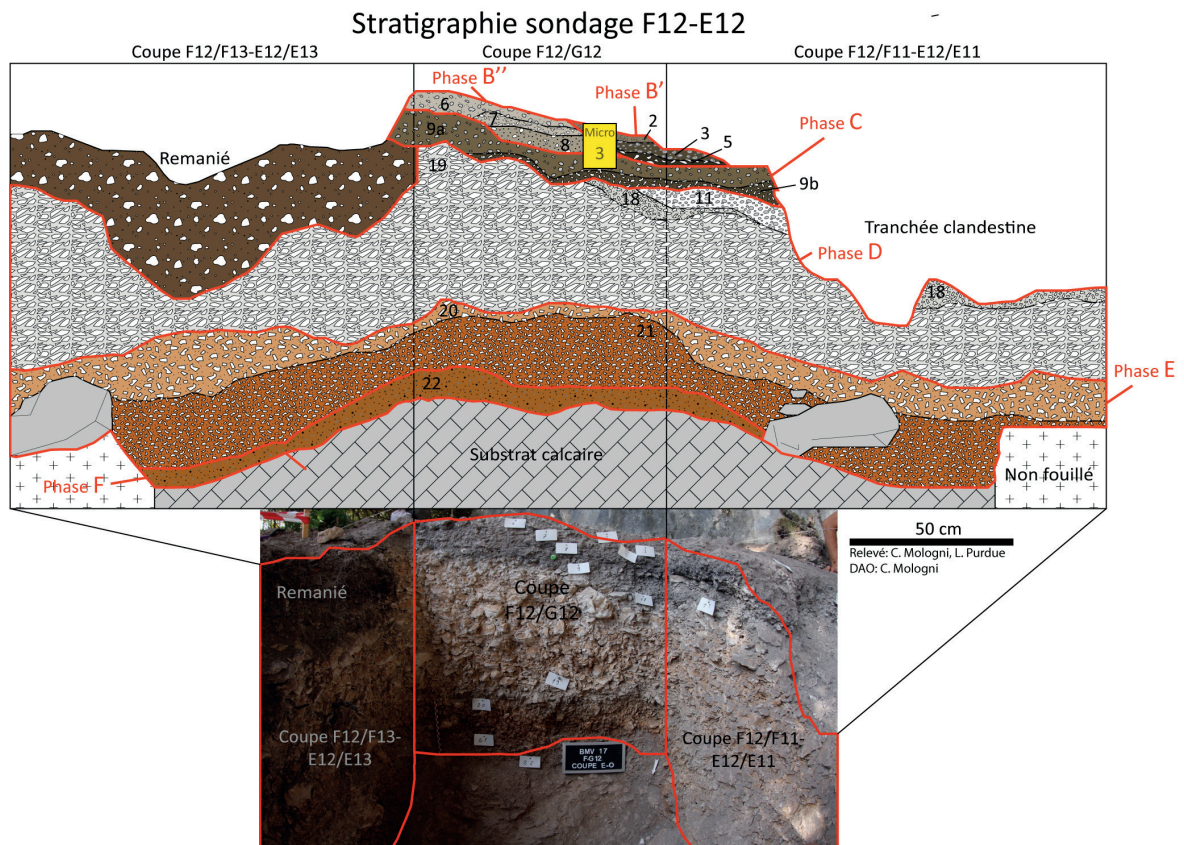 Stratigraphie sondage F12-E12
Coupe F12/F13-E12/E13
Coupe F12/G12
Coupe F12/F11-E12/E11
Phase B''
Phase B'
Phase C
6
7
2
3
5
9a
8
Micro
3
Remanié
19
9b
18
11
Tranchée clandestine
Phase D
18
20
21
22
Phase E
Substrat calcaire
Non fouillé
Phase F
50 cm
Relevé: C. Mologni, L. Purdue
DAO: C. Mologni
Remanié
Coupe
F12/G12
Coupe F12/F13-
E12/E13
Coupe F12/F11-
E12/E11
BMV 17
F-G12
COUPE E-O